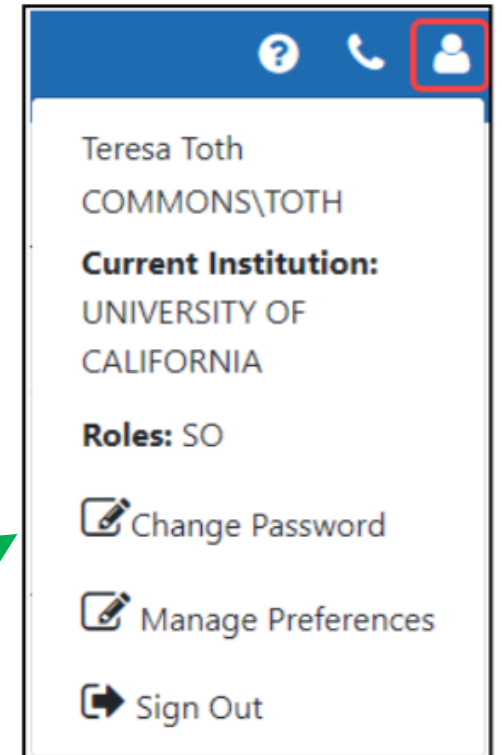 Teresa Toth
COMMONS\TOTH
Current Institution:
UNIVERSITY OF
CALIFORNIA
Roles: SO
Change Password
Manage Preferences
Sign Out